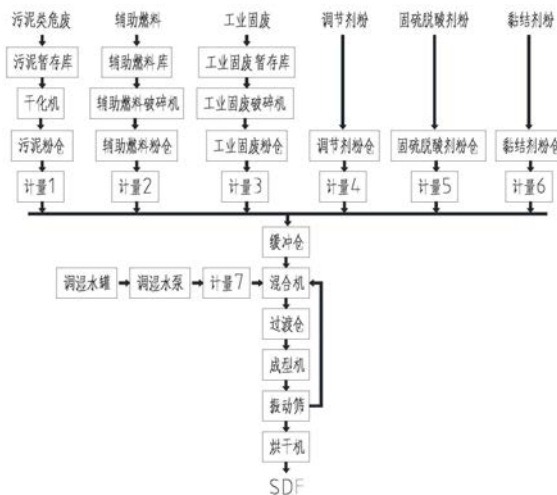 污泥类危废 辅助燃料 工业固废 调节剂粉 固硫脱酸剂粉 黏结剂粉
污泥暂存库 辅助燃料库 工业固废暂存库
干化机 辅助燃料破碎机 工业固废破碎机
污泥粉仓 辅助燃料粉仓 工业固废粉仓 调节剂粉仓 固硫脱酸剂粉仓 黏结剂粉仓
计量1 计量2 计量3 计量4 计量5 计量6
缓冲仓
调湿水罐 调湿水泵 计量7 混合机
过渡仓
成型机
振动筛
烘干机
SDF